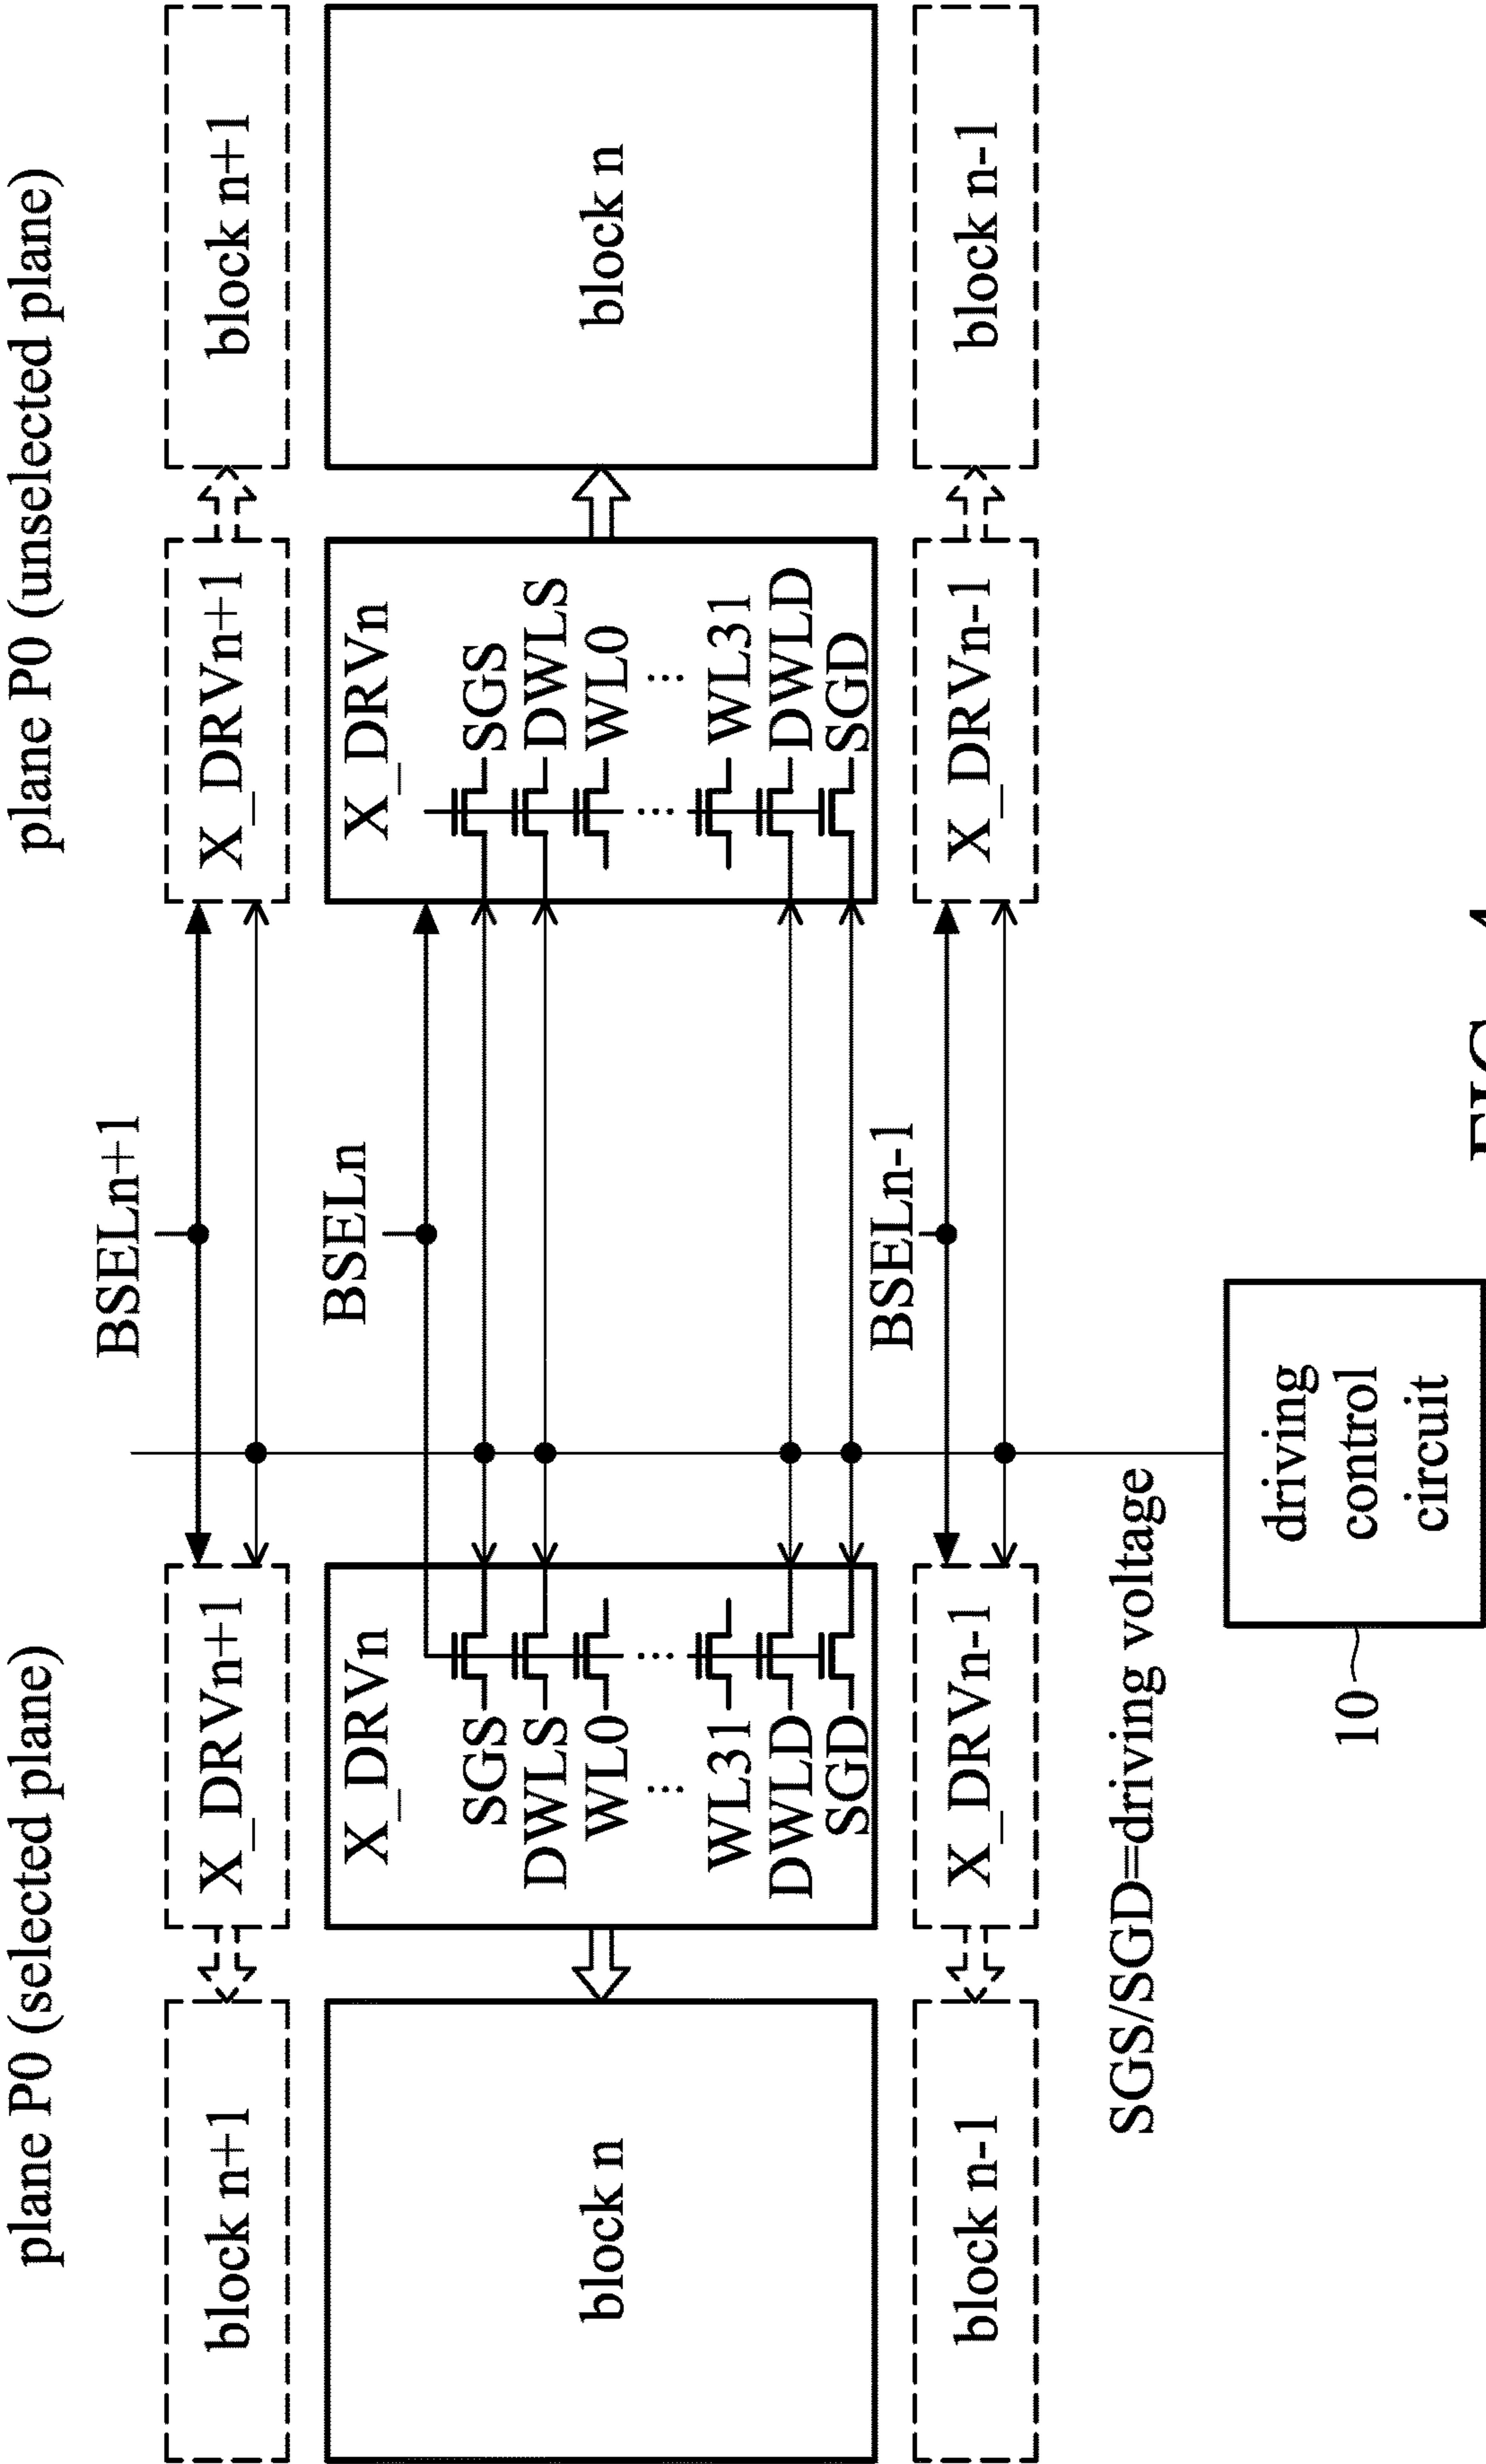 plane P0 (selected plane)
plane P0 (unselected plane)
BSELn+1
block n+1
X_DRVn+1
X_DRVn+1
block n+1
BSELn
block n
X_DRVn
SGS
DWLS
WL0
...
WL31
DWLD
SGD
X_DRVn
SGS
DWLS
WL0
...
WL31
DWLD
SGD
block n
BSELn-1
block n-1
X_DRVn-1
X_DRVn-1
block n-1
SGS/SGD=driving voltage
driving
control
circuit
10